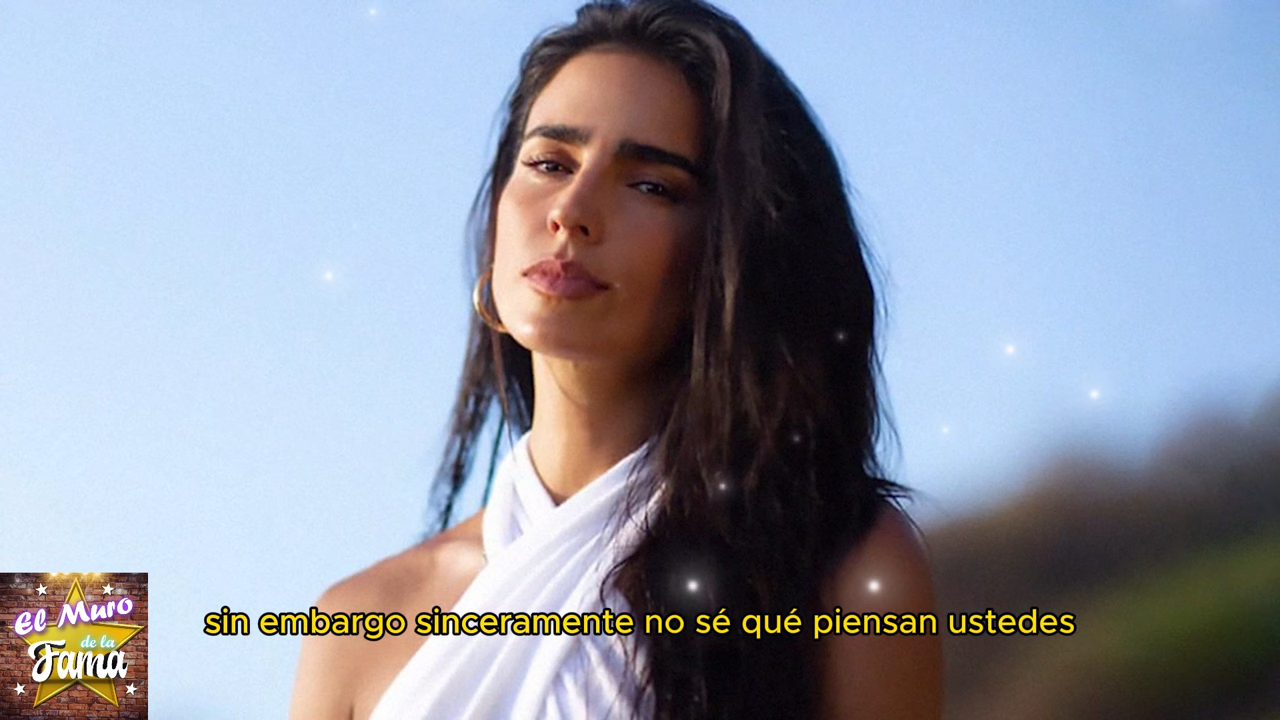 El Muro
de la
Fama
sin embargo sinceramente no sé qué piensan ustedes